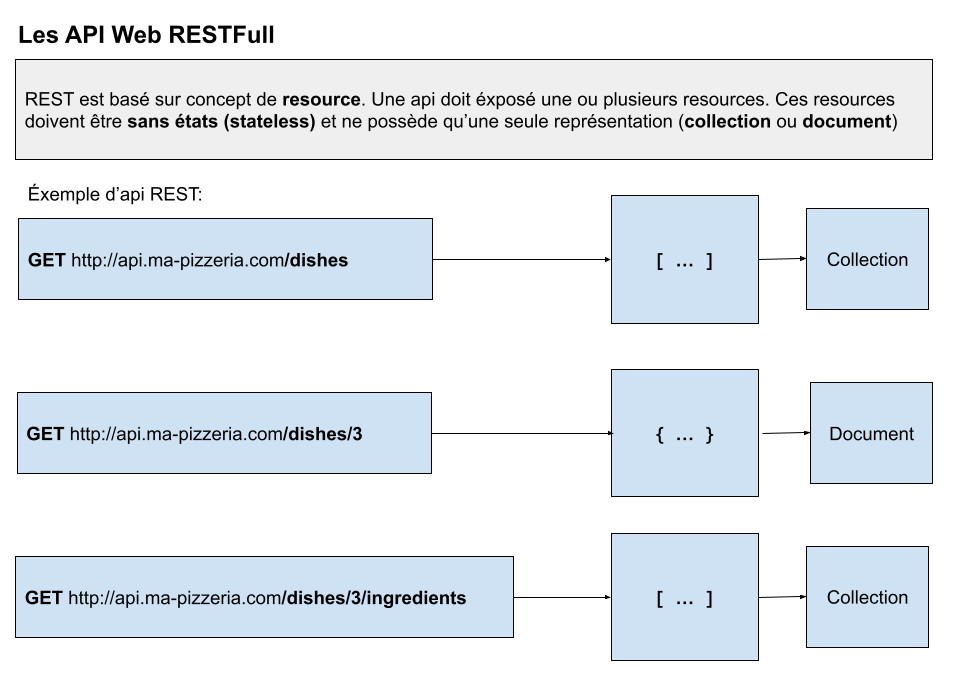 Les API Web RESTFull
REST est basé sur concept de resource. Une api doit éxposé une ou plusieurs resources. Ces resources
doivent être sans états (stateless) et ne possède qu'une seule représentation (collection ou document)
Éxemple d'api REST:
GET http://api.ma-pizzeria.com/dishes
[ … ]
Collection
GET http://api.ma-pizzeria.com/dishes/3
{ … }
Document
GET http://api.ma-pizzeria.com/dishes/3/ingredients
[ … ]
Collection